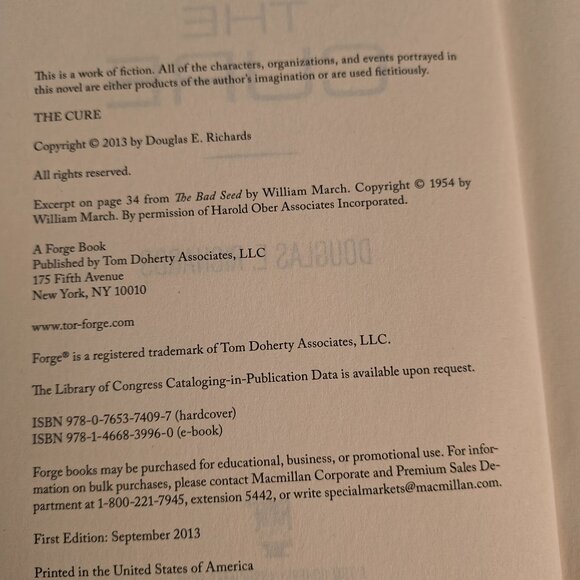 This is a work of fiction. All of the characters, organizations, and events portrayed in
this novel are either products of the author's imagination or are used fictitiously.
THE CURE
Copyright © 2013 by Douglas E. Richards
All rights reserved.
Excerpt on page 34 from The Bad Seed by William March. Copyright © 1954 by
William March. By permission of Harold Ober Associates Incorporated.
A Forge Book
Published by Tom Doherty Associates, LLC
175 Fifth Avenue
New York, NY 10010
www.tor-forge.com
Forge® is a registered trademark of Tom Doherty Associates, LLC.
The Library of Congress Cataloging-in-Publication Data is available upon request.
ISBN 978-0-7653-7409-7 (hardcover)
ISBN 978-1-4668-3996-0 (e-book)
Forge books may be purchased for educational, business, or promotional use. For infor-
mation on bulk purchases, please contact Macmillan Corporate and Premium Sales De-
partment at 1-800-221-7945, extension 5442, or write specialmarkets@macmillan.com.
First Edition: September 2013
Printed in the United States of America